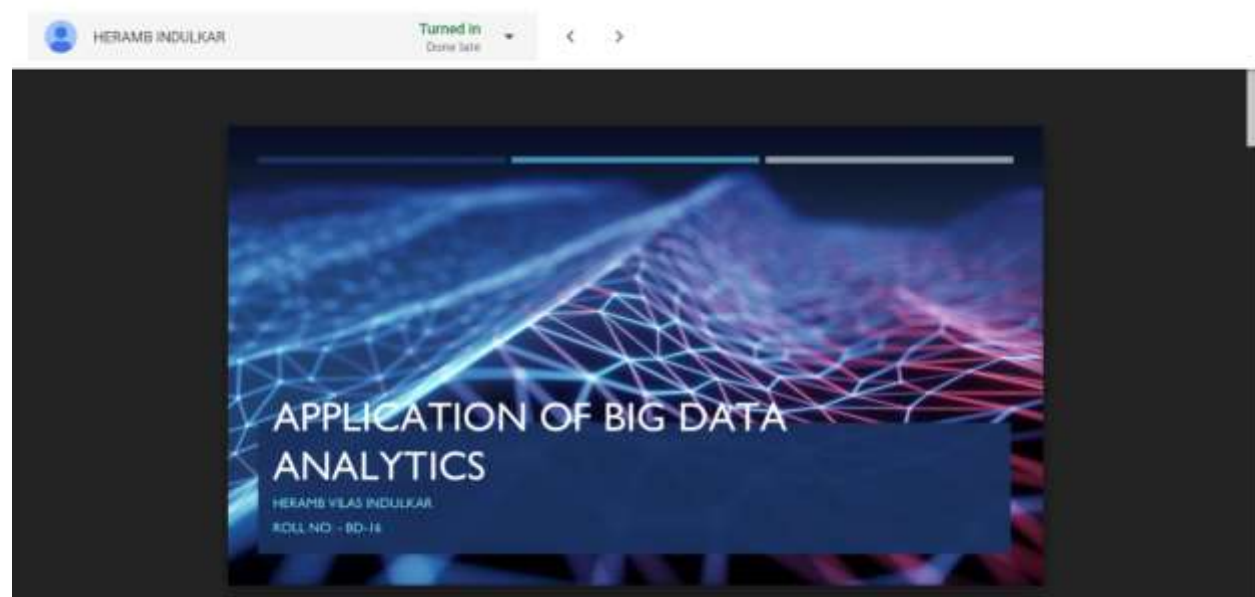 HERAMB INDULKAR
Turned in
Done late
APPLICATION OF BIG DATA
ANALYTICS
HERAMB VILAS INDULKAR
ROLL NO - BD-16